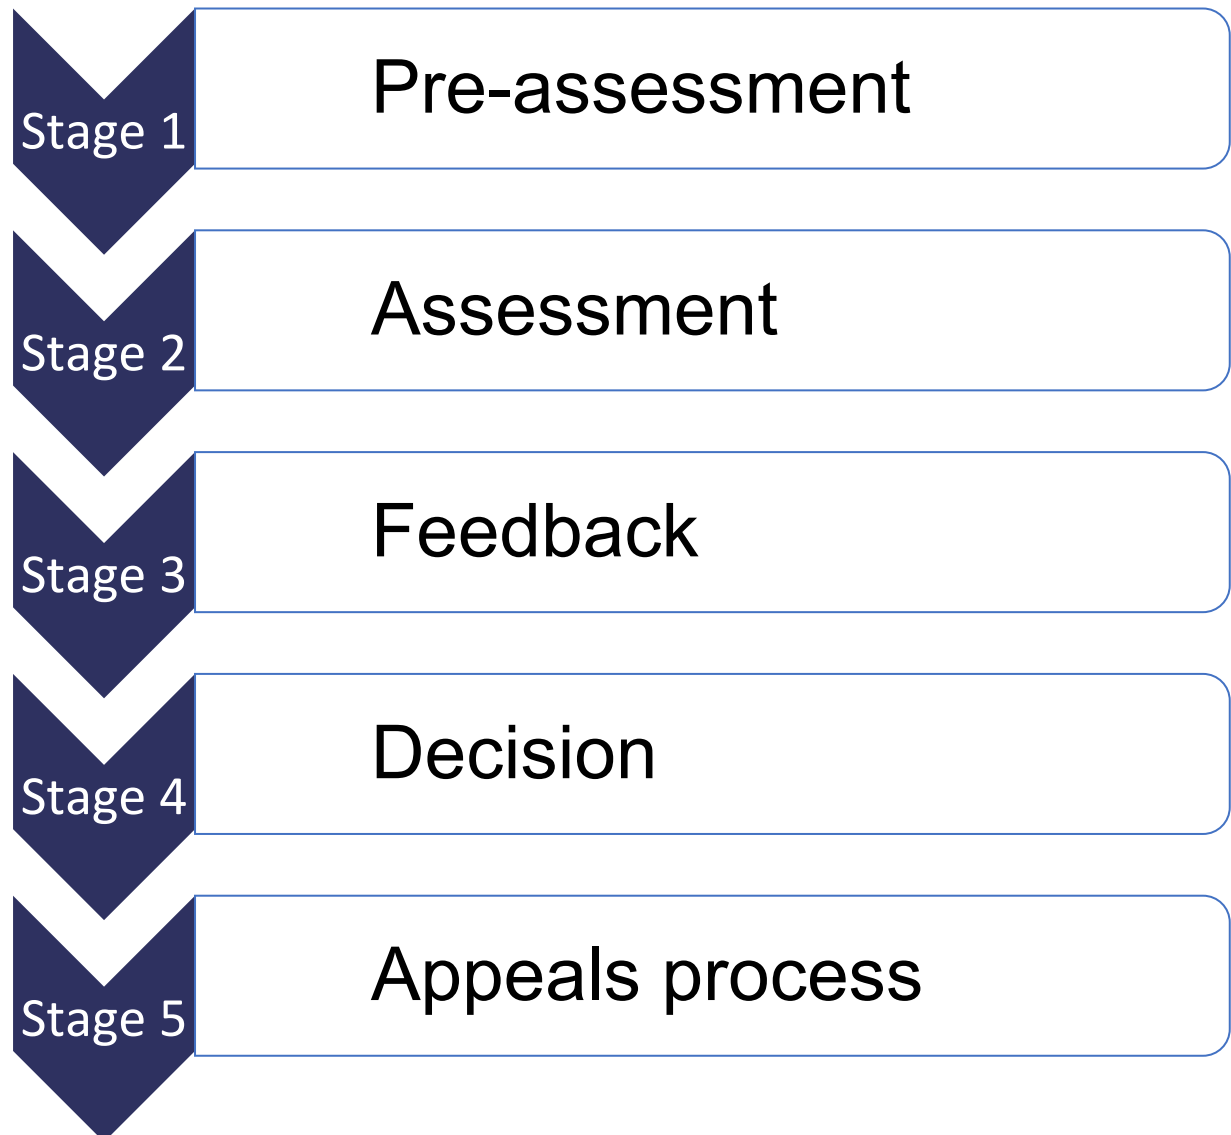 Stage 1
Pre-assessment
Stage 2
Assessment
Stage 3
Feedback
Stage 4
Decision
Stage 5
Appeals process